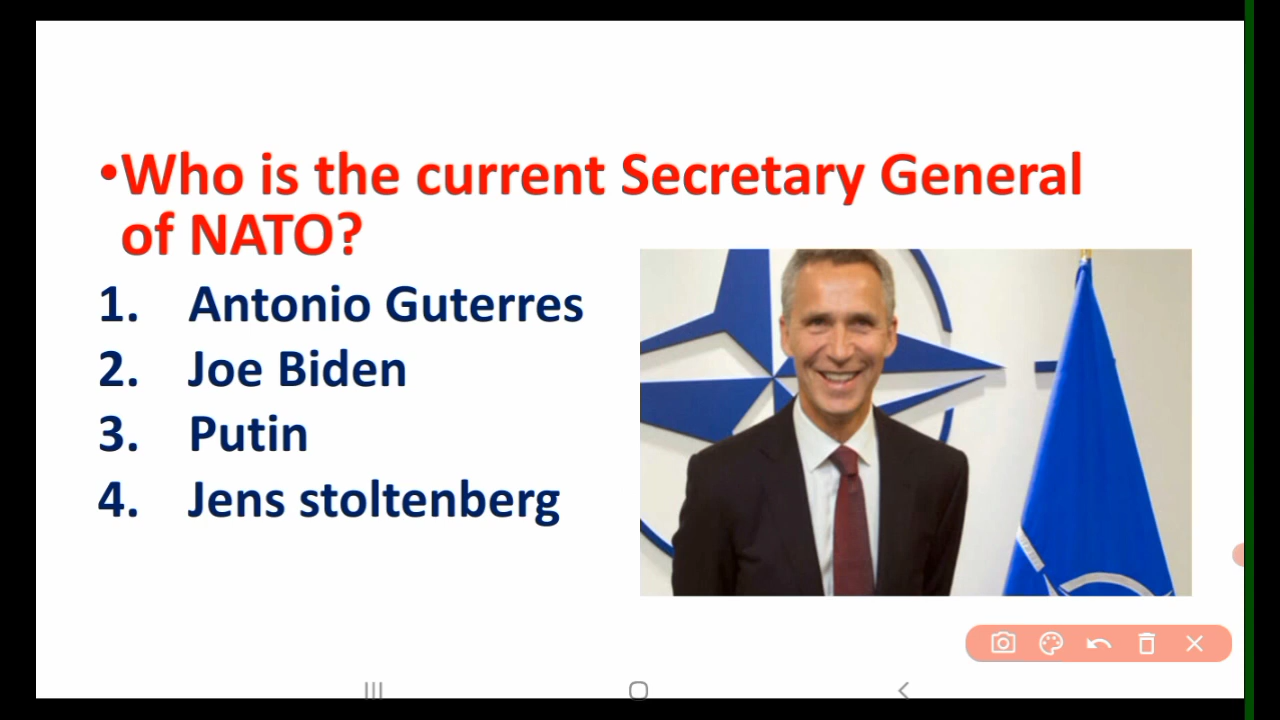 •Who is the current Secretary General
of NATO?
1. Antonio Guterres
2. Joe Biden
3. Putin
4. Jens stoltenberg